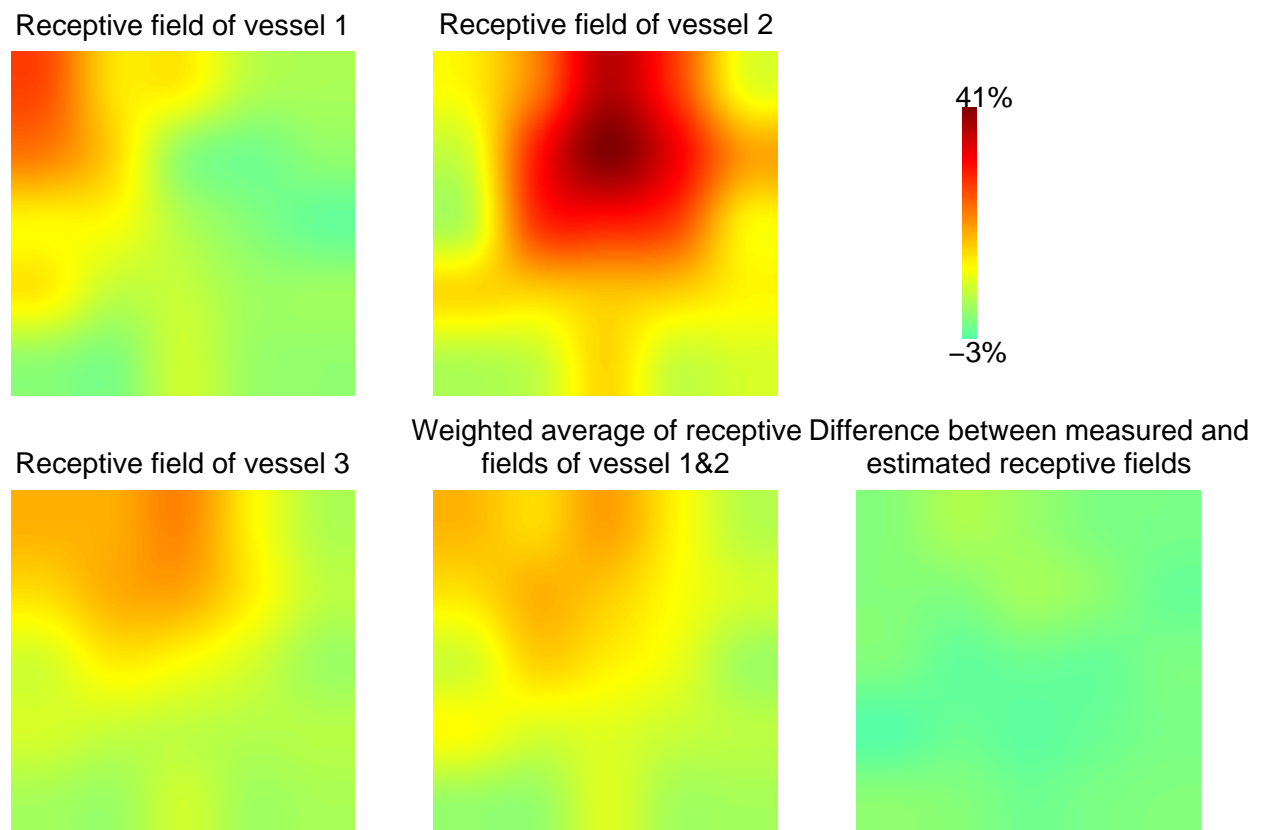 Receptive field of vessel 1
Receptive field of vessel 2
41%
−3%
Receptive field of vessel 3
Weighted average of receptive
fields of vessel 1&2
Difference between measured and
estimated receptive fields